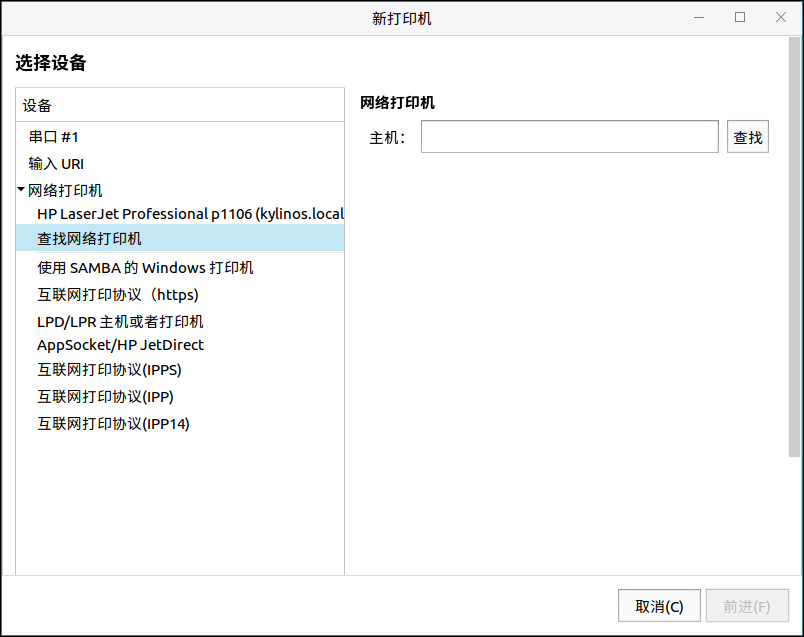 新打印机
选择设备
设备
串口 #1
输入 URI
网络打印机
HP LaserJet Professional p1106 (kylinos.local
查找网络打印机
使用 SAMBA 的 Windows 打印机
互联网打印协议（https)
LPD/LPR 主机或者打印机
AppSocket/HP JetDirect
互联网打印协议(IPPS)
互联网打印协议(IPP)
互联网打印协议(IPP14)
网络打印机
主机： 查找
取消(C) 前进(F)